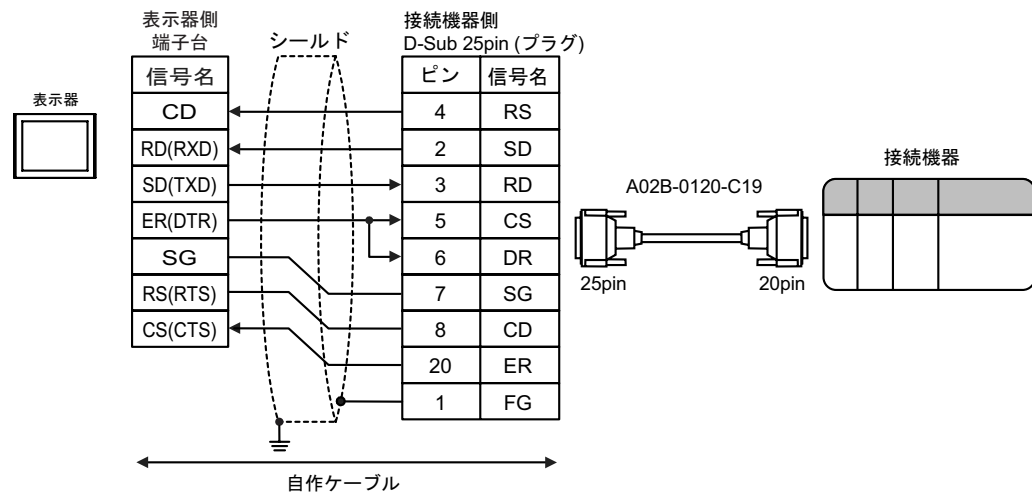 表示器側
端子台
シールド
接続機器側
D-Sub 25pin (プラグ)
信号名
ピン 信号名
表示器
CD 4 RS
RD(RXD) 2 SD
SD(TXD) 3 RD
ER(DTR) 5 CS
SG 6 DR
RS(RTS) 7 SG
CS(CTS) 8 CD
20 ER
1 FG
A02B-0120-C19
25pin
20pin
接続機器
自作ケーブル